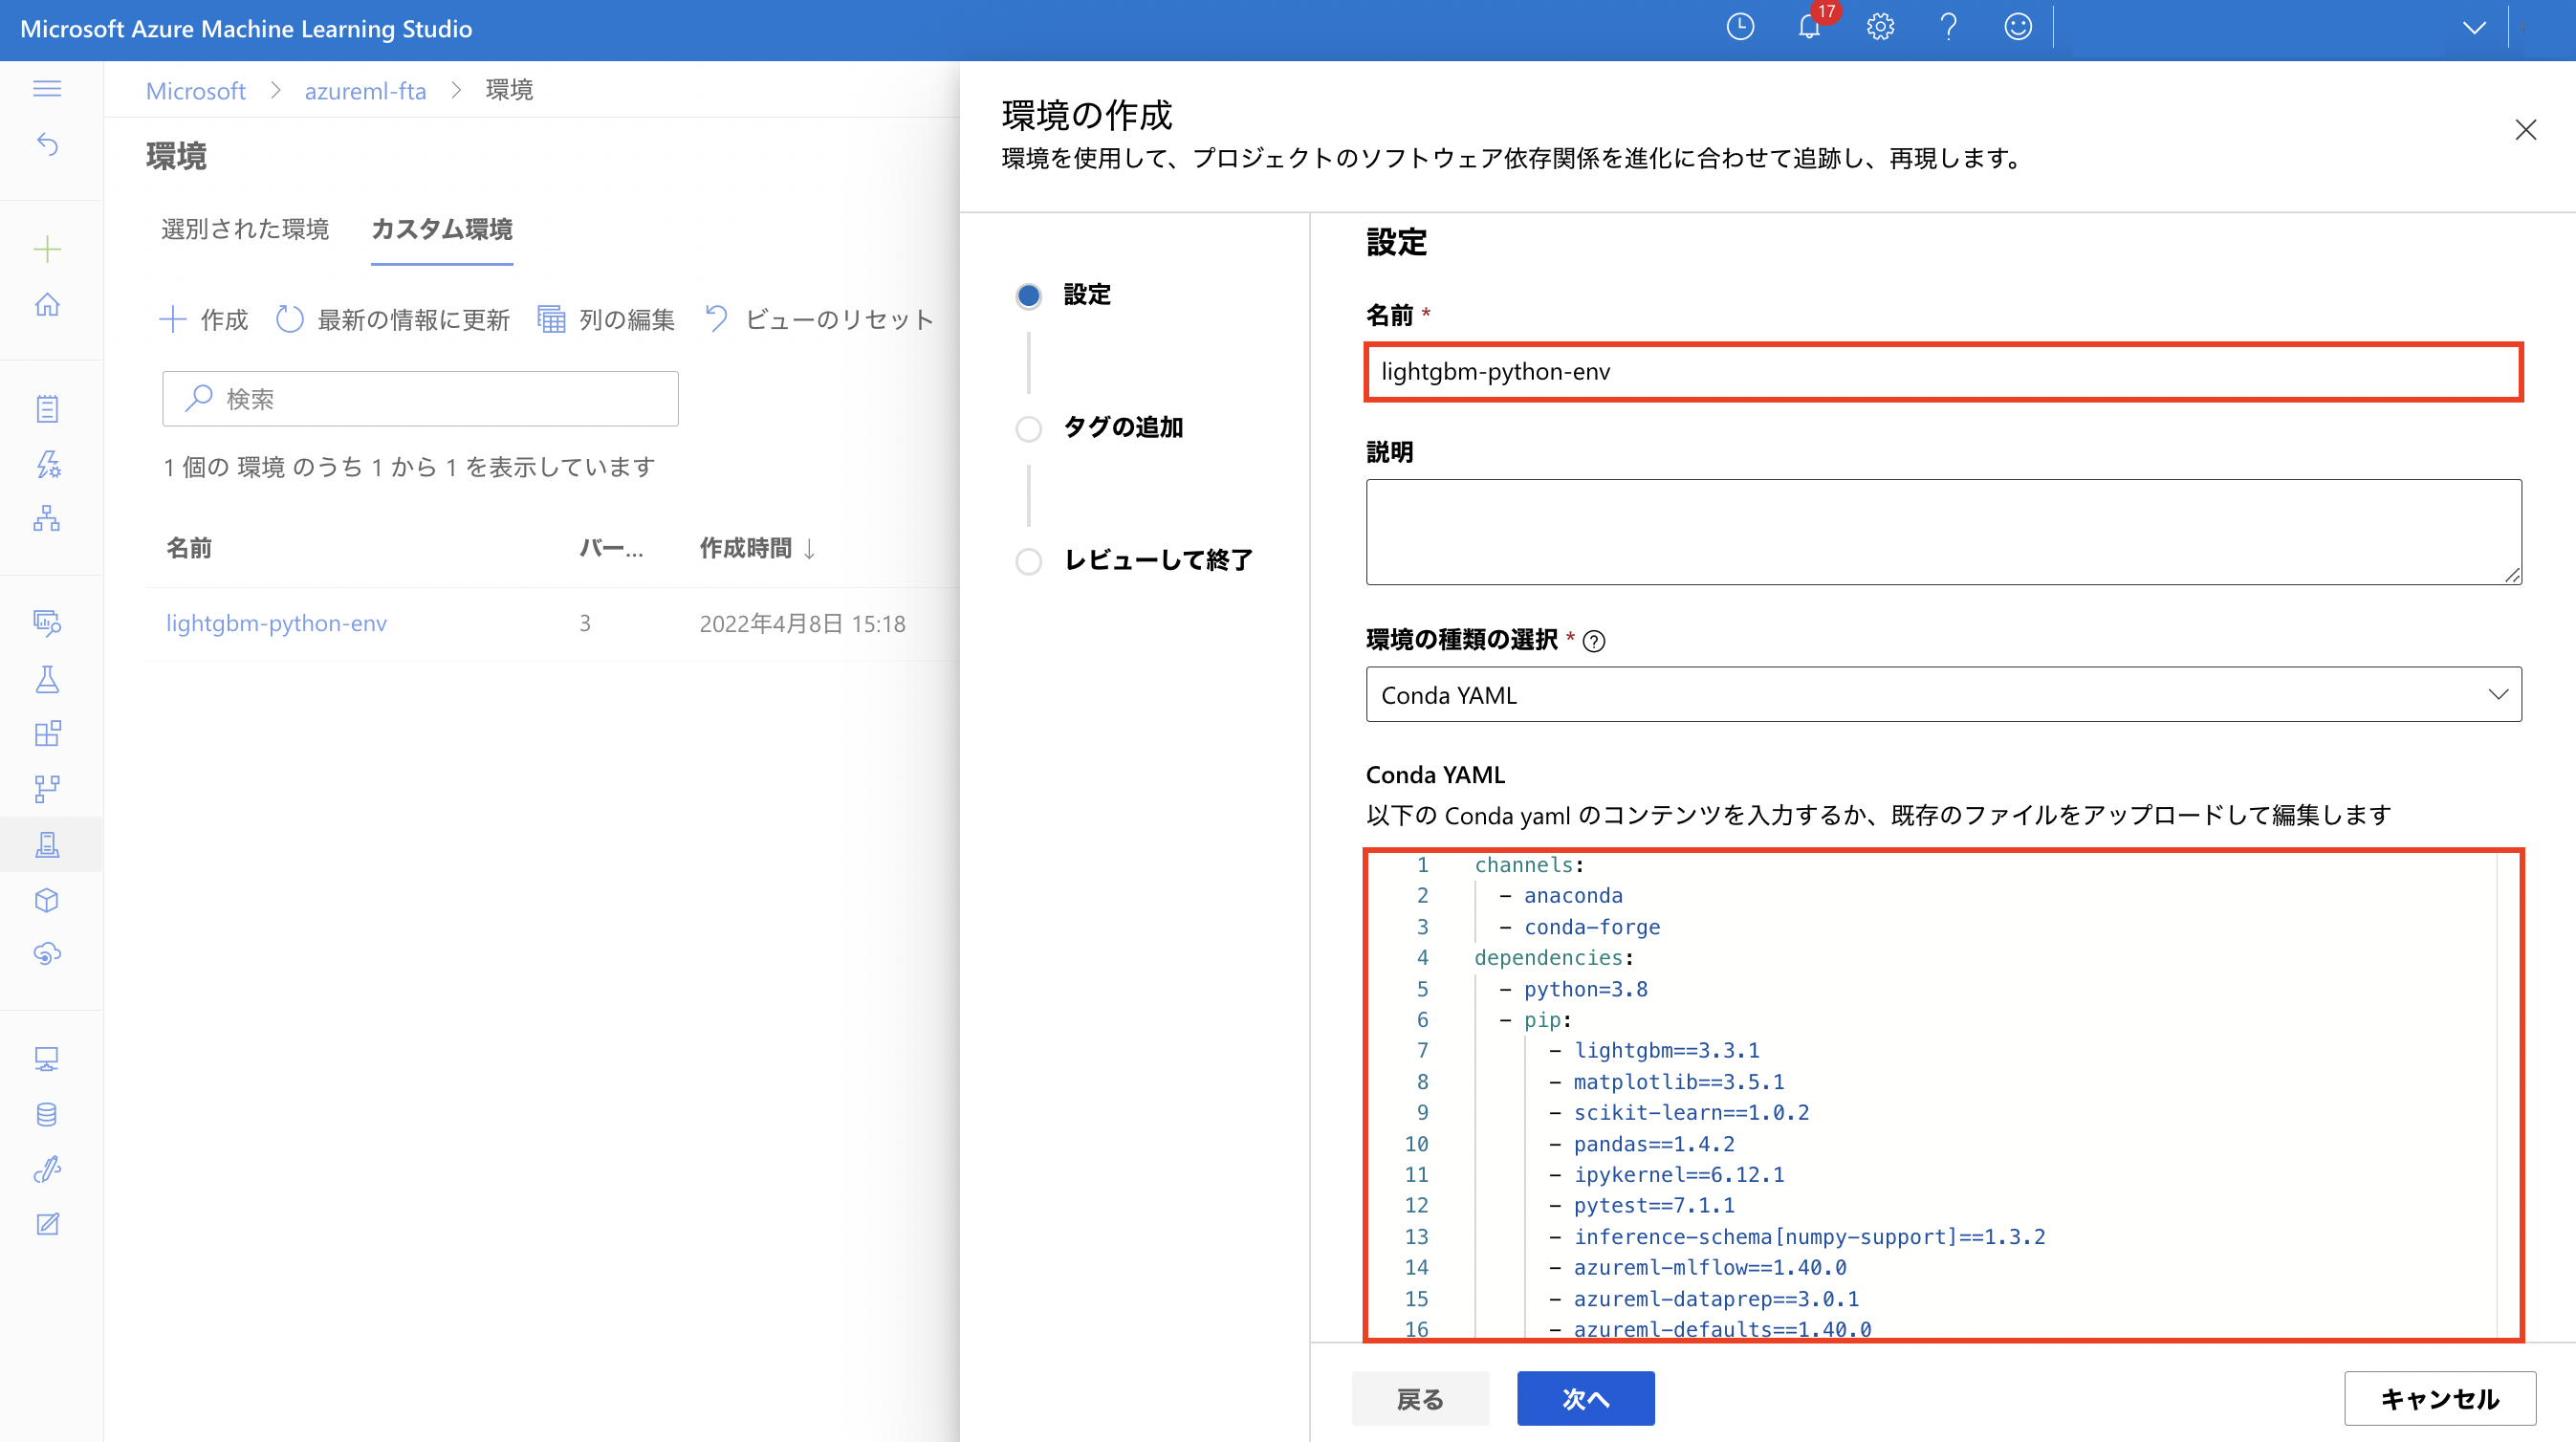 Microsoft Azure Machine Learning Studio
17
Microsoft > azureml-fta > 環境
環境
選別された環境 カスタム環境
作成 最新の情報に更新 列の編集 ビューのリセット
検索
1 個の 環境 のうち 1 から 1 を表示しています
名前 バー... 作成時間 ↓
lightgbm-python-env 3 2022年4月8日 15:18
環境の作成
環境を使用して、プロジェクトのソフトウェア依存関係を進化に合わせて追跡し、再現します。
設定
タグの追加
レビューして終了
設定
名前 *
lightgbm-python-env
説明
環境の種類の選択 * ?
Conda YAML
Conda YAML
以下の Conda yaml のコンテンツを入力するか、既存のファイルをアップロードして編集します
1 channels:
2 - anaconda
3 - conda-forge
4 dependencies:
5 - python=3.8
6 - pip:
7 - lightgbm==3.3.1
8 - matplotlib==3.5.1
9 - scikit-learn==1.0.2
10 - pandas==1.4.2
11 - ipykernel==6.12.1
12 - pytest==7.1.1
13 - inference-schema[numpy-support]==1.3.2
14 - azureml-mlflow==1.40.0
15 - azureml-dataprep==3.0.1
16 - azureml-defaults==1.40.0
戻る 次へ キャンセル